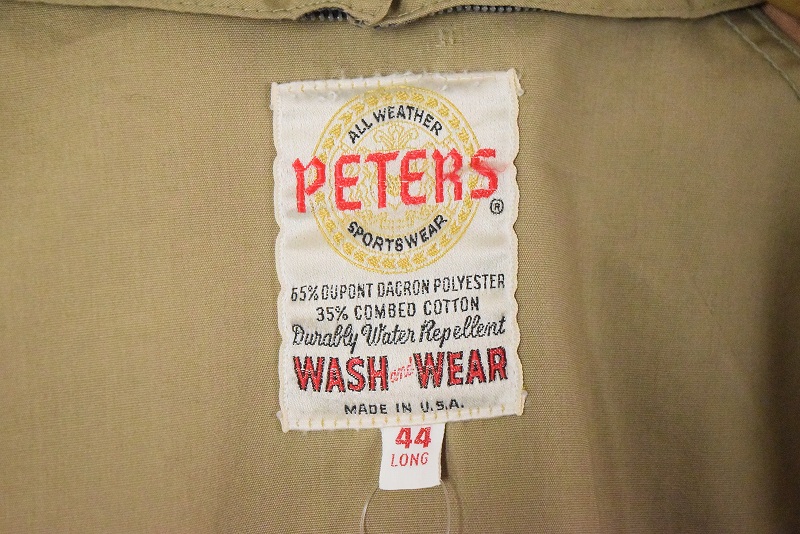 ALL WEATHER
PETERS
®
SPORTSWEAR
65% DUPONT DACRON POLYESTER
35% COMBED COTTON
Durably Water Repellent
WASH and WEAR
MADE IN U.S.A.
44
LONG